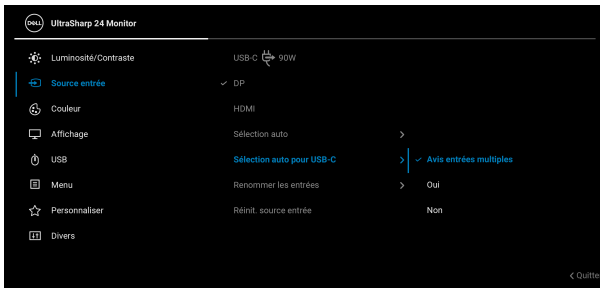 DELL UltraSharp 24 Monitor
Luminosité/Contraste USB-C 90W
Source entrée DP
Couleur HDMI
Affichage Sélection auto
USB Sélection auto pour USB-C Avis entrées multiples
Menu Renommer les entrées Oui
Personnaliser Réinit. source entrée Non
Divers
Quitte